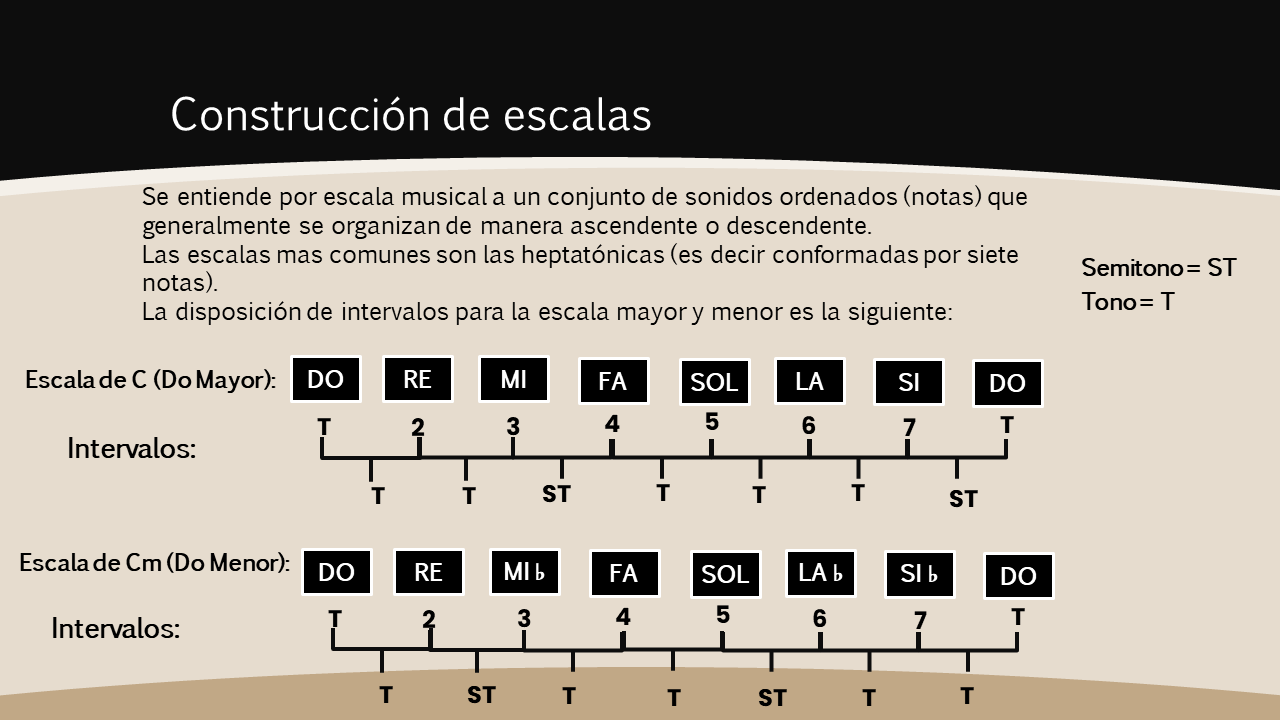 Construcción de escalas
Se entiende por escala musical a un conjunto de sonidos ordenados (notas) que
generalmente se organizan de manera ascendente o descendente.
Las escalas mas comunes son las heptatónicas (es decir conformadas por siete
notas).
La disposición de intervalos para la escala mayor y menor es la siguiente:
Semitono = ST
Tono = T
Escala de C (Do Mayor): DO RE MI FA SOL LA SI DO
T 2 3 4 5 6 7 T
Intervalos:
T T ST T T T ST
Escala de Cm (Do Menor): DO RE MI ♭ FA SOL LA ♭ SI ♭ DO
T 2 3 4 5 6 7 T
Intervalos:
T ST T T ST T T